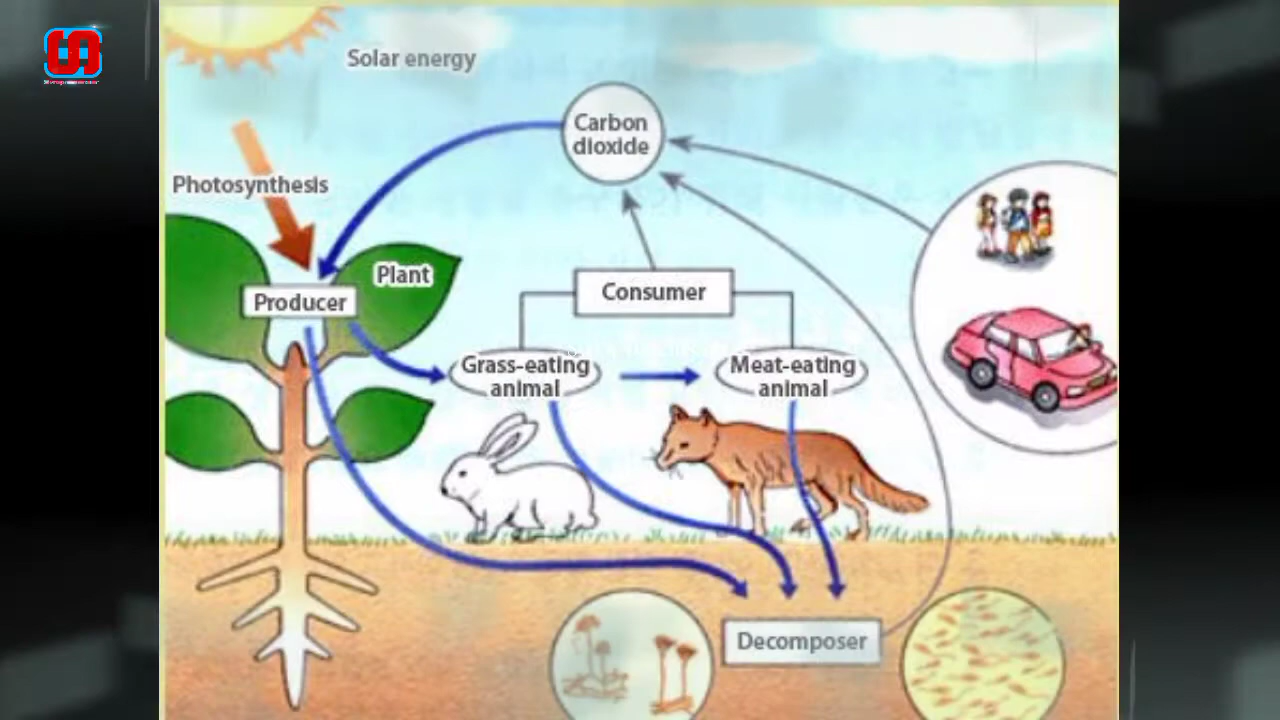 Solar energy
Carbon
dioxide
Photosynthesis
Plant
Producer
Consumer
Grass-eating
animal
Meat-eating
animal
Decomposer